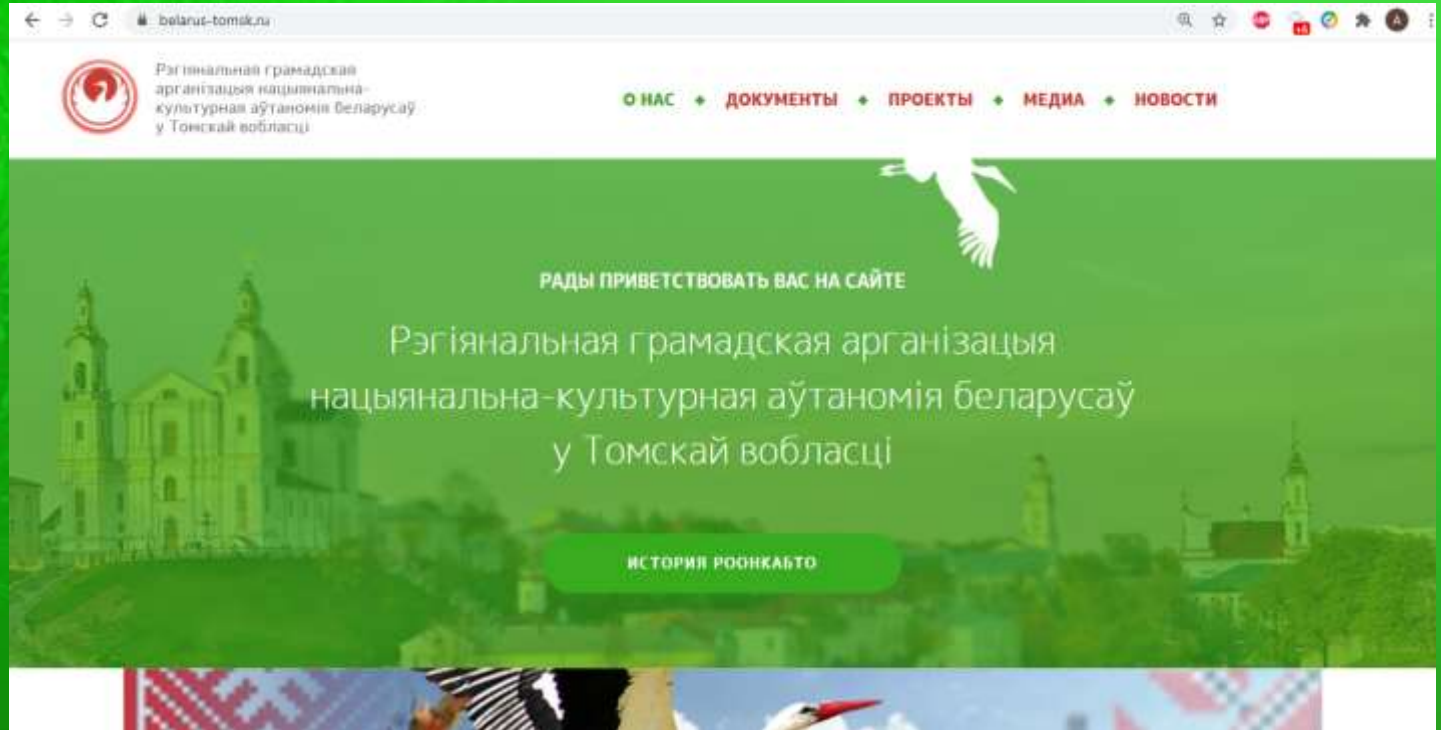 belarus-tomsk.ru
Рэгіянальная грамадская
арганізацыя нацыянальна-
культурная аўтаномія беларусаў
у Томскай вобласці
О НАС ДОКУМЕНТЫ ПРОЕКТЫ МЕДИА НОВОСТИ
РАДЫ ПРИВЕТСТВОВАТЬ ВАС НА САЙТЕ
Рэгіянальная грамадская арганізацыя
нацыянальна-культурная аўтаномія беларусаў
у Томскай вобласці
ИСТОРИЯ РООНКАБТО